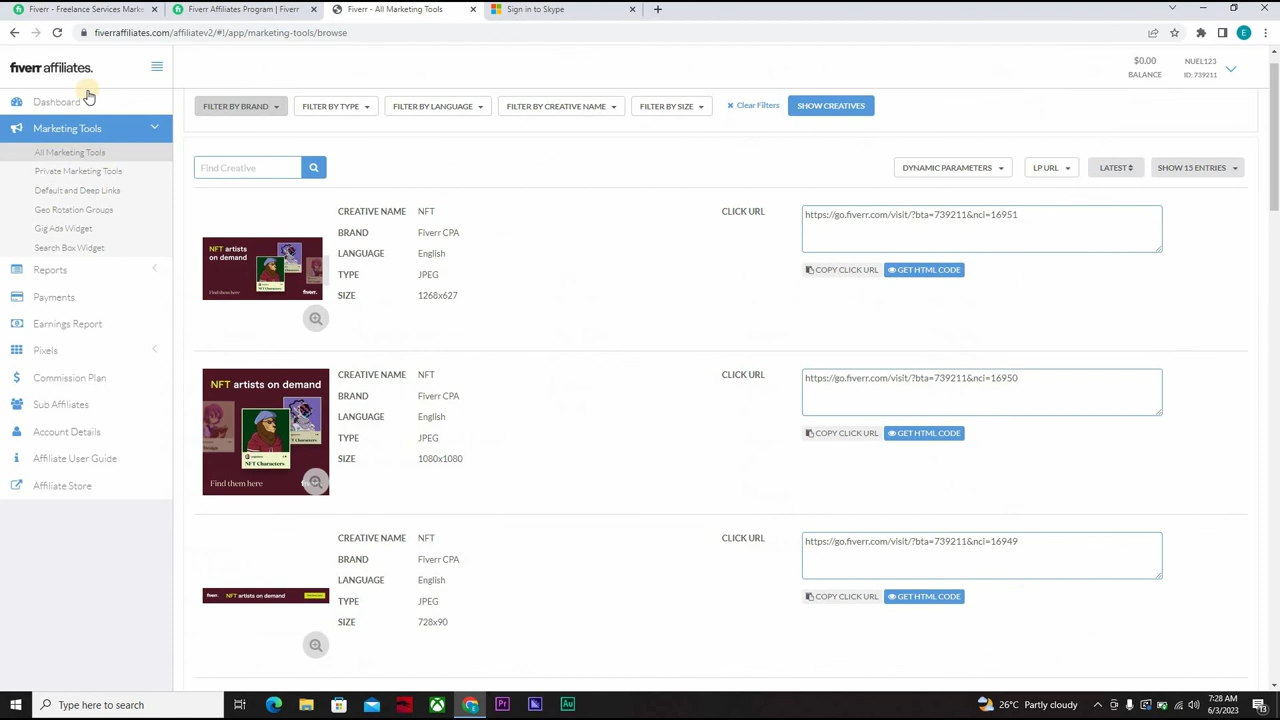 Fiverr - Freelance Services Mark
Fiverr Affiliates Program | Fiverr
Fiverr - All Marketing Tools
Sign in to Skype
fiverraffiliates.com/affiliatev2/#!/app/marketing-tools/browse
E
fiverr affiliates.
$0.00
BALANCE
NUEL123
ID: 739211
Dashboard
Marketing Tools
All Marketing Tools
Private Marketing Tools
Default and Deep Links
Geo Rotation Groups
Gig Ads Widget
Search Box Widget
Reports
Payments
Earnings Report
Pixels
Commission Plan
Sub Affiliates
Account Details
Affiliate User Guide
Affiliate Store
FILTER BY BRAND
FILTER BY TYPE
FILTER BY LANGUAGE
FILTER BY CREATIVE NAME
FILTER BY SIZE
Clear Filters
SHOW CREATIVES
Find Creative
DYNAMIC PARAMETERS
LP URL
LATEST
SHOW 15 ENTRIES
NFT artists
on demand
Find them here
fiverr.
CREATIVE NAME NFT
BRAND Fiverr CPA
LANGUAGE English
TYPE JPEG
SIZE 1268x627
CLICK URL
https://go.fiverr.com/visit/?bta=739211&nci=16951
COPY CLICK URL
GET HTML CODE
NFT artists on demand
NFT Characters
Find them here
CREATIVE NAME NFT
BRAND Fiverr CPA
LANGUAGE English
TYPE JPEG
SIZE 1080x1080
CLICK URL
https://go.fiverr.com/visit/?bta=739211&nci=16950
COPY CLICK URL
GET HTML CODE
fiverr.
NFT artists on demand
CREATIVE NAME NFT
BRAND Fiverr CPA
LANGUAGE English
TYPE JPEG
SIZE 728x90
CLICK URL
https://go.fiverr.com/visit/?bta=739211&nci=16949
COPY CLICK URL
GET HTML CODE
Type here to search
Pr
Au
26°C Partly cloudy
7:28 AM
6/3/2023